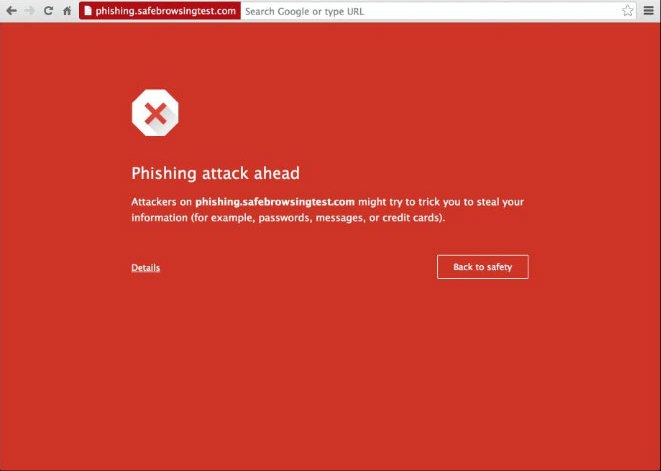 phishing.safebrowsingtest.com Search Google or type URL
Phishing attack ahead
Attackers on phishing.safebrowsingtest.com might try to trick you to steal your
information (for example, passwords, messages, or credit cards).
Details Back to safety